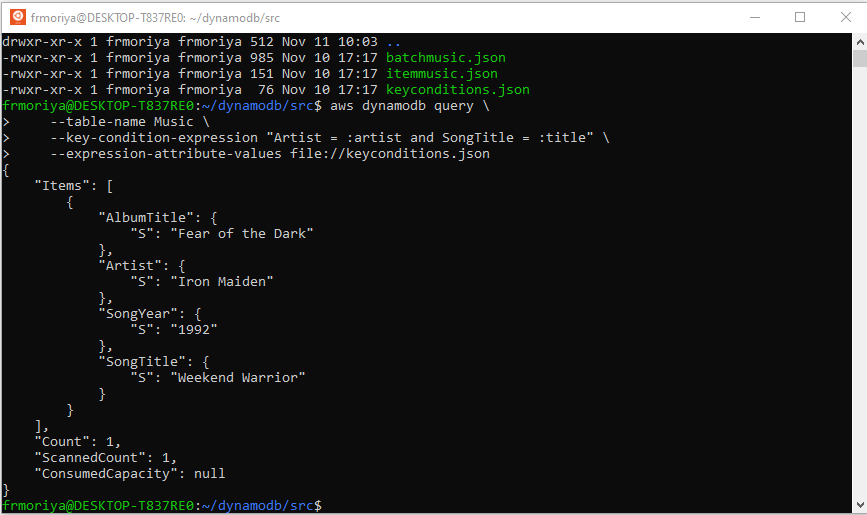 frmoriya@DESKTOP-T837RE0: ~/dynamodb/src
drwxr-xr-x 1 frmoriya frmoriya 512 Nov 11 10:03 ..
-rwxr-xr-x 1 frmoriya frmoriya 985 Nov 10 17:17 batchmusic.json
-rwxr-xr-x 1 frmoriya frmoriya 151 Nov 10 17:17 itemmusic.json
-rwxr-xr-x 1 frmoriya frmoriya  76 Nov 10 17:17 keyconditions.json
frmoriya@DESKTOP-T837RE0:~/dynamodb/src$ aws dynamodb query \
>     --table-name Music \
>     --key-condition-expression "Artist = :artist and SongTitle = :title" \
>     --expression-attribute-values file://keyconditions.json
{
    "Items": [
        {
            "AlbumTitle": {
                "S": "Fear of the Dark"
            },
            "Artist": {
                "S": "Iron Maiden"
            },
            "SongYear": {
                "S": "1992"
            },
            "SongTitle": {
                "S": "Weekend Warrior"
            }
        }
    ],
    "Count": 1,
    "ScannedCount": 1,
    "ConsumedCapacity": null
}
frmoriya@DESKTOP-T837RE0:~/dynamodb/src$